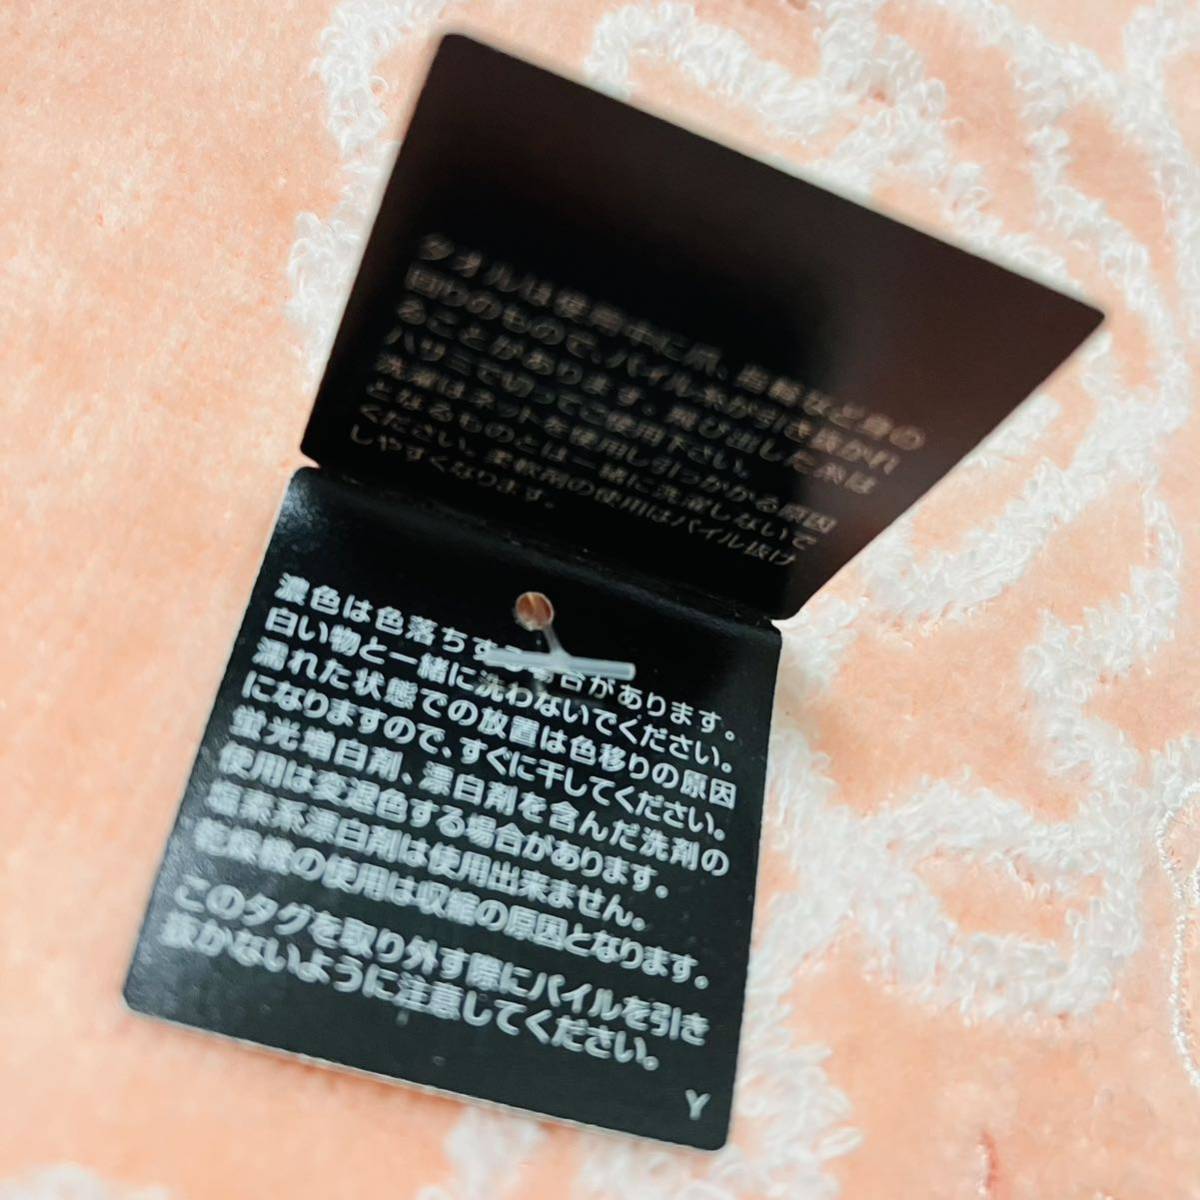 タオルは使用中に爪、岩盤など身の
回りのもので、パイル糸が引き抜かれ
ることがあります。飛び出した糸は
ハサミで切ってご使用下さい。
洗濯はネットを使用し引っかかる原因
となるものとは一緒に洗濯しないで
ください。柔軟剤の使用はパイル抜け
しやすくなります。
濃色は色落ちする場合があります。
白い物と一緒に洗わないでください。
濡れた状態での放置は色移りの原因
になりますので、すぐに干してください。
蛍光増白剤、漂白剤を含んだ洗剤の
使用は変退色する場合があります。
塩素系漂白剤は使用出来ません。
乾燥機の使用は収縮の原因となります。
このタグを取り外す際にパイルを引き
抜かないように注意してください。
Y